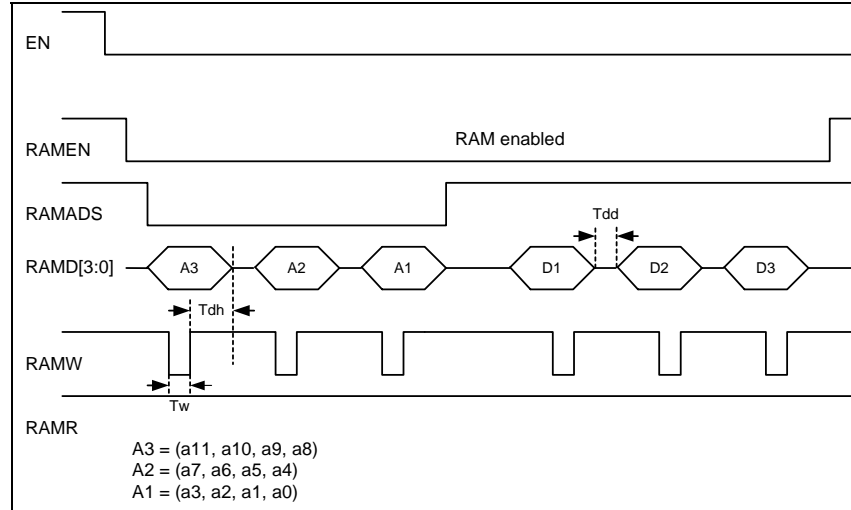 EN
RAM enabled
RAMEN
RAMADS
Tdd
RAMD[3:0]
A3
A2
A1
D1
D2
D3
Tdh
RAMW
Tw
RAMR
A3 = (a11, a10, a9, a8)
A2 = (a7, a6, a5, a4)
A1 = (a3, a2, a1, a0)